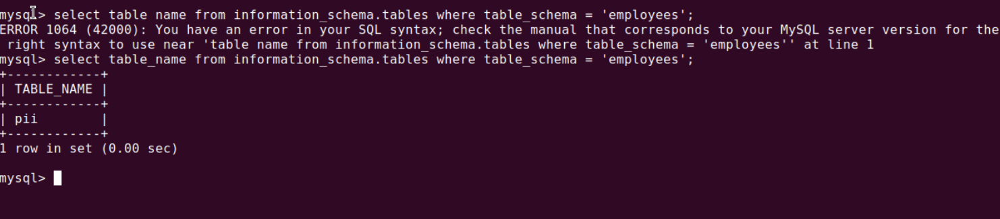 mysql> select table name from information_schema.tables where table_schema = 'employees';
ERROR 1064 (42000): You have an error in your SQL syntax; check the manual that corresponds to your MySQL server version for the
 right syntax to use near 'table name from information_schema.tables where table_schema = 'employees'' at line 1
mysql> select table_name from information_schema.tables where table_schema = 'employees';
+------------+
| TABLE_NAME |
+------------+
| pii        |
+------------+
1 row in set (0.00 sec)

mysql>